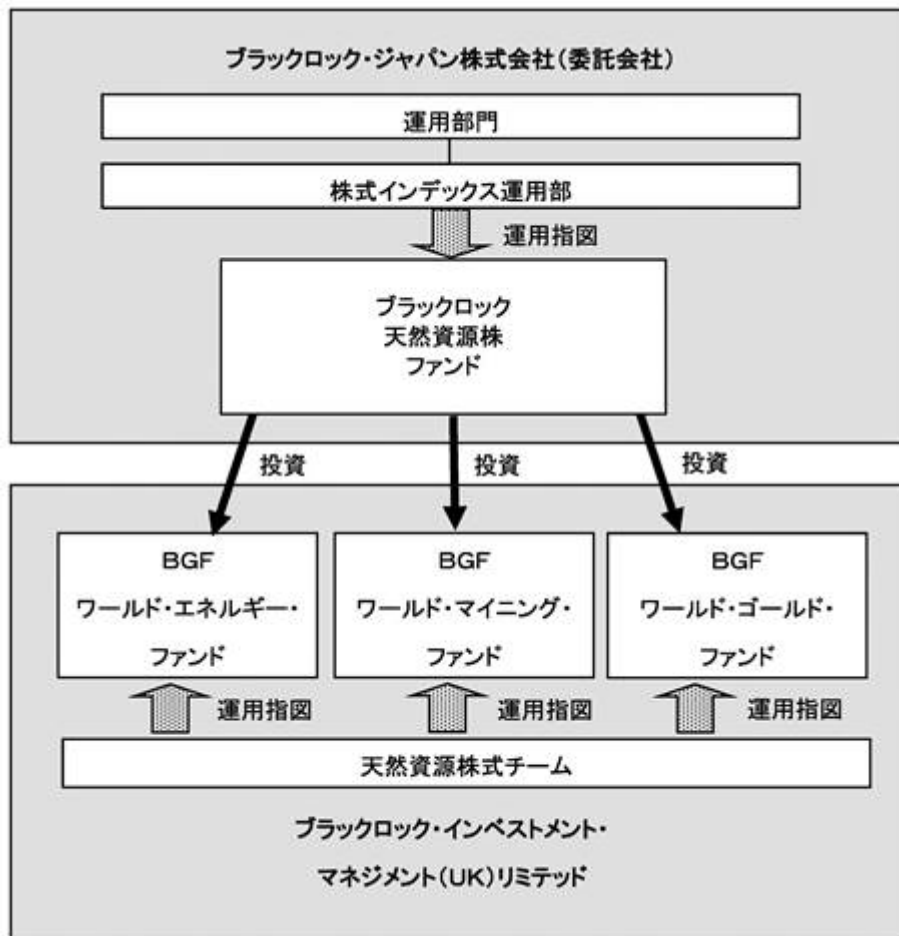 ブラックロック・ジャパン株式会社（委託会社）
運用部門
株式インデックス運用部
運用指図
ブラックロック
天然資源株
ファンド
投資
投資
投資
ＢＧＦ
ワールド・エネルギー・
ファンド
ＢＧＦ
ワールド・マイニング・
ファンド
ＢＧＦ
ワールド・ゴールド・
ファンド
運用指図
運用指図
運用指図
天然資源株式チーム
ブラックロック・インベストメント・
マネジメント（ＵＫ）リミテッド